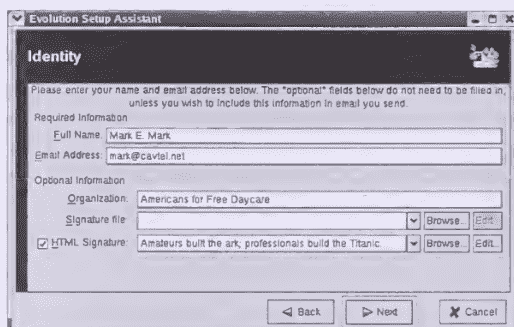 Evolution Setup Assistant
Identity
Please enter your name and email address below. The "optional" fields below do not need to be filled in,
unless you wish to include this information in email you send.
Required Information
Full Name: Mark E. Mark
Email Address: mark@cavtel.net
Optional Information
Organization: Americans for Free Daycare
Signature file: Browse... Edit...
HTML Signature: Amateurs built the ark; professionals build the Titanic. Browse... Edit...
Back Next Cancel